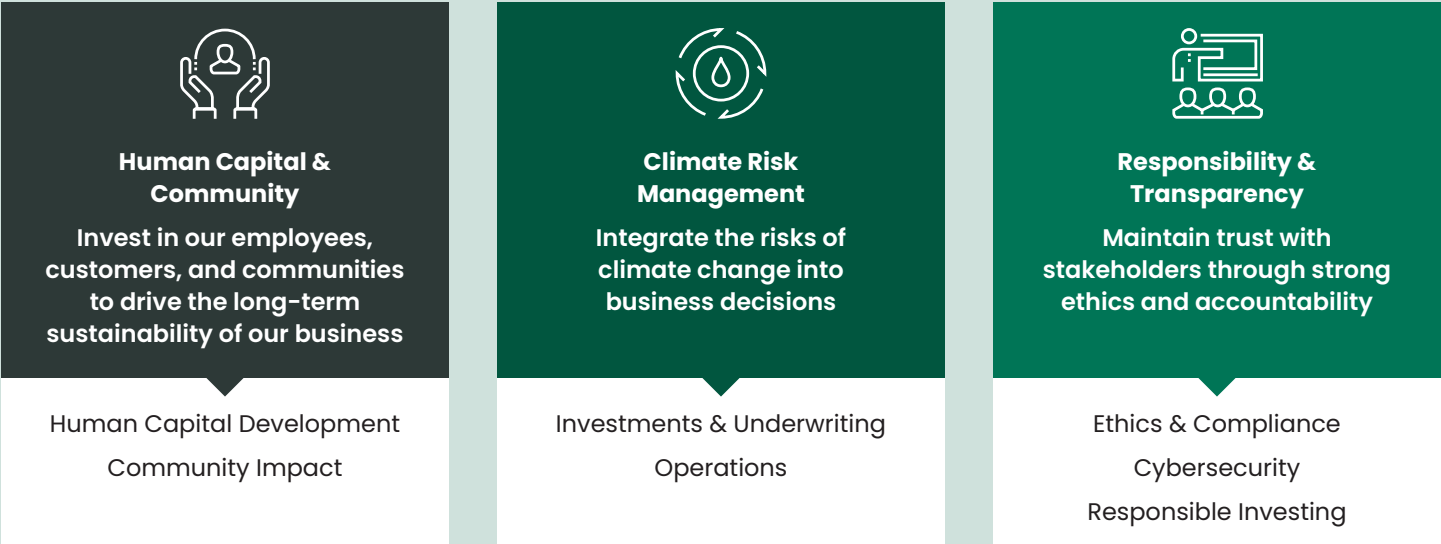 Human Capital &
Community
Invest in our employees,
customers, and communities
to drive the long-term
sustainability of our business
Human Capital Development
Community Impact
Climate Risk
Management
Integrate the risks of
climate change into
business decisions
Investments & Underwriting
Operations
Responsibility &
Transparency
Maintain trust with
stakeholders through strong
ethics and accountability
Ethics & Compliance
Cybersecurity
Responsible Investing